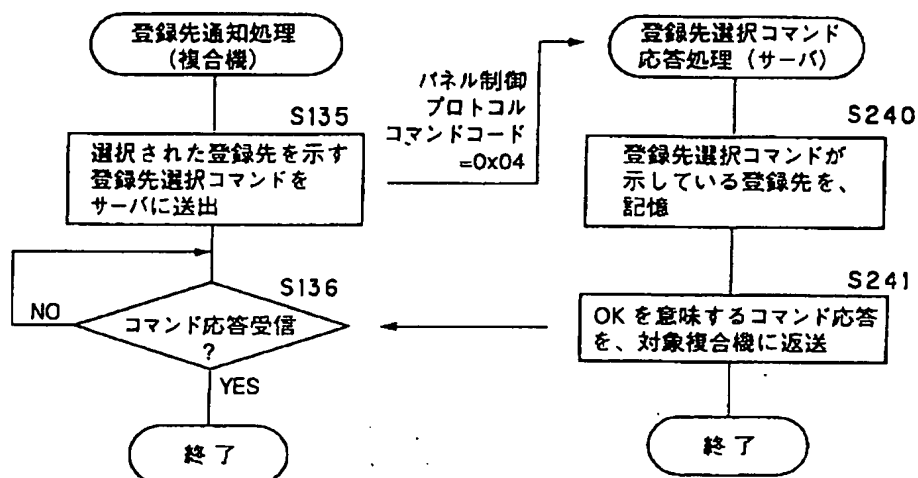 登録先通知処理
(複合機)
S135
選択された登録先を示す
登録先選択コマンドを
サーバに送出
S136
NO
コマンド応答受信
?
YES
終了
パネル制御
プロトコル
コマンドコード
=0x04
登録先選択コマンド
応答処理 (サーバ)
S240
登録先選択コマンドが
示している登録先を、
記憶
S241
OKを意味するコマンド応答
を、対象複合機に返送
終了